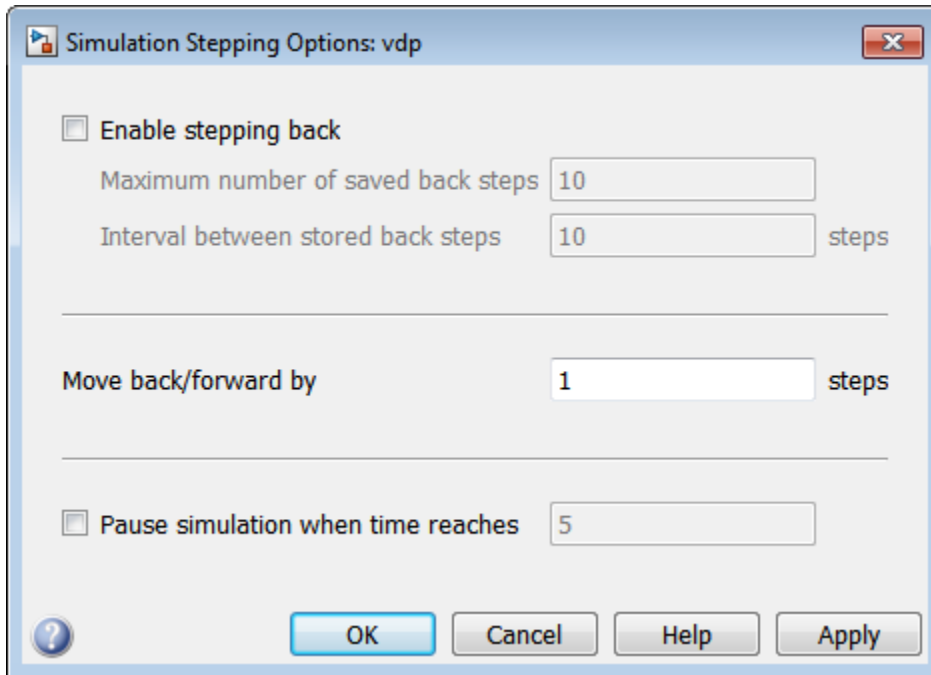 Simulation Stepping Options: vdp
Enable stepping back
Maximum number of saved back steps 10
Interval between stored back steps 10 steps
Move back/forward by 1 steps
Pause simulation when time reaches 5
? OK Cancel Help Apply